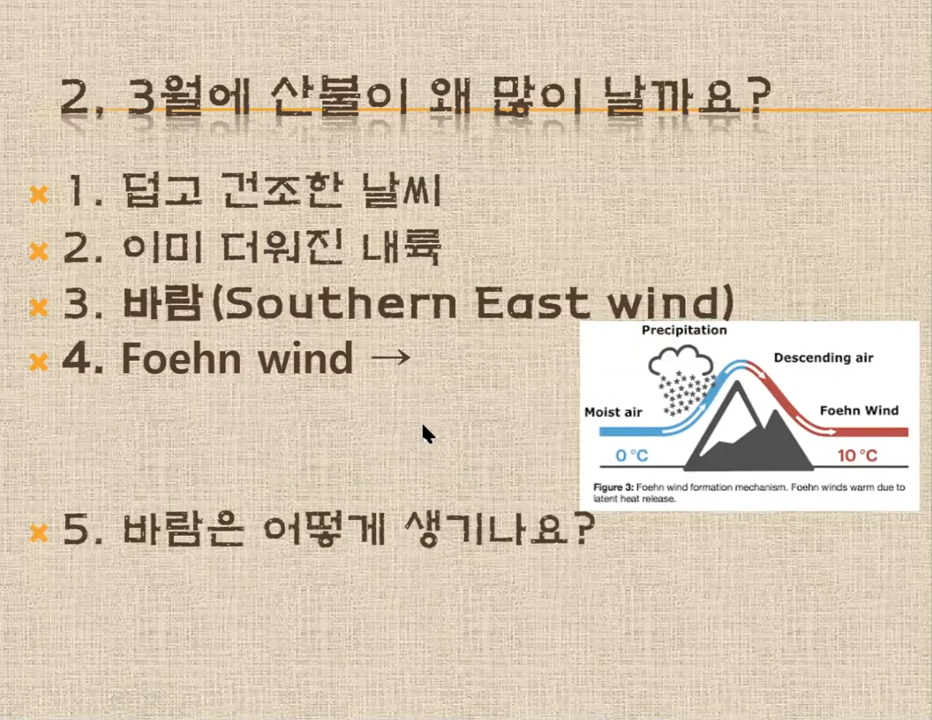 2, 3월에 산불이 왜 많이 날까요?
1. 덥고 건조한 날씨
2. 이미 더워진 내륙
3. 바람(Southern East wind)
4. Foehn wind →
Precipitation
Descending air
Moist air
Foehn Wind
0 °C
10 °C
Figure 3: Foehn wind formation mechanism. Foehn winds warm due to
latent heat release.
5. 바람은 어떻게 생기나요?